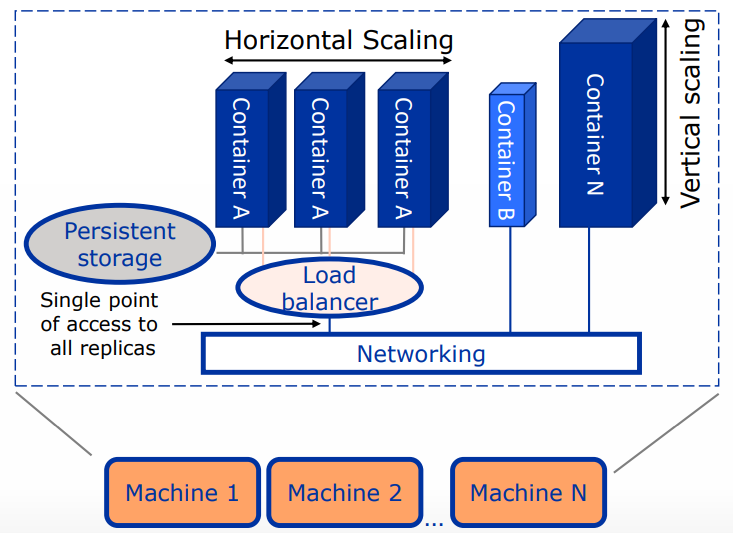 Horizontal Scaling
Vertical scaling
Container A
Container A
Container A
Container B
Container N
Persistent
storage
Load
balancer
Single point
of access to
all replicas
Networking
Machine 1
Machine 2
...
Machine N